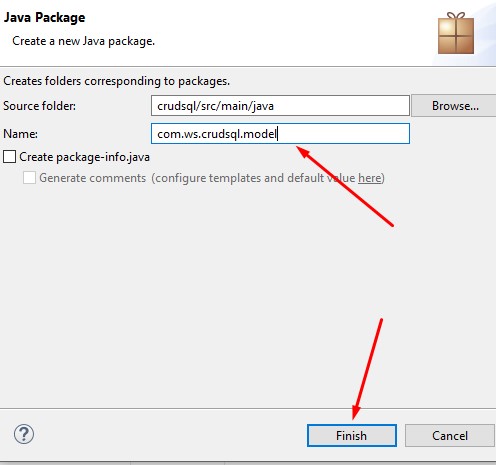 Java Package
Create a new Java package.
Creates folders corresponding to packages.
Source folder: crudsql/src/main/java Browse...
Name: com.ws.crudsql.model
Create package-info.java
Generate comments (configure templates and default value here)
? Finish Cancel